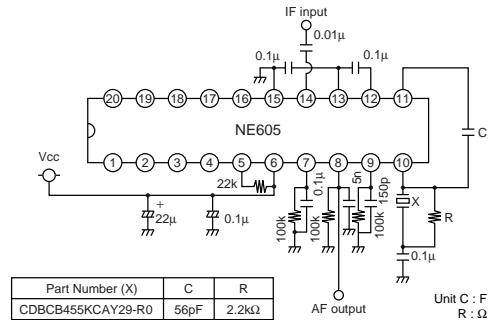 IF input
0.01μ
0.1μ
0.1μ
20 19 18 17 16 15 14 13 12 11
NE605
C
1 2 3 4 5 6 7 8 9 10
Vcc
22k
+
22μ
0.1μ
100k
0.1μ
100k
5n
100k
150p
X
R
0.1μ
AF output
Part Number (X) C R
CDBCB455KCAY29-R0 56pF 2.2kΩ
Unit C : F
R : Ω